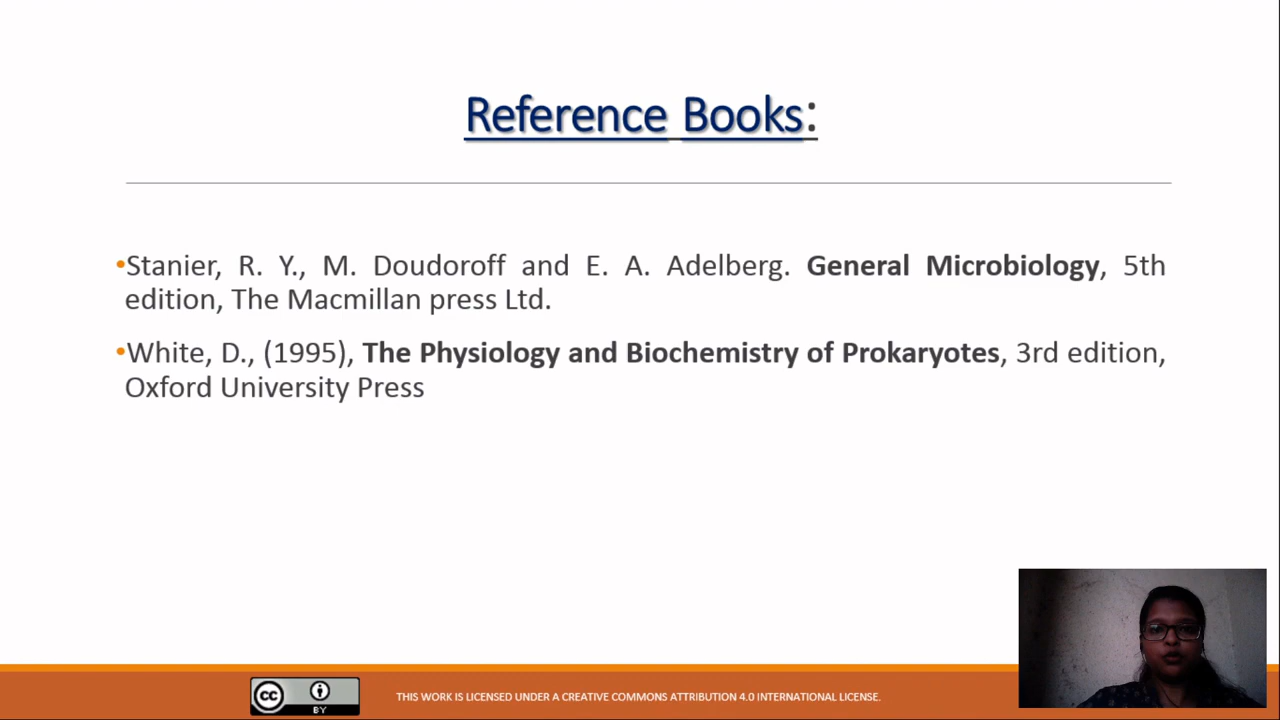 Reference Books:
•Stanier, R. Y., M. Doudoroff and E. A. Adelberg. General Microbiology, 5th
edition, The Macmillan press Ltd.
•White, D., (1995), The Physiology and Biochemistry of Prokaryotes, 3rd edition,
Oxford University Press
cc BY
THIS WORK IS LICENSED UNDER A CREATIVE COMMONS ATTRIBUTION 4.0 INTERNATIONAL LICENSE.